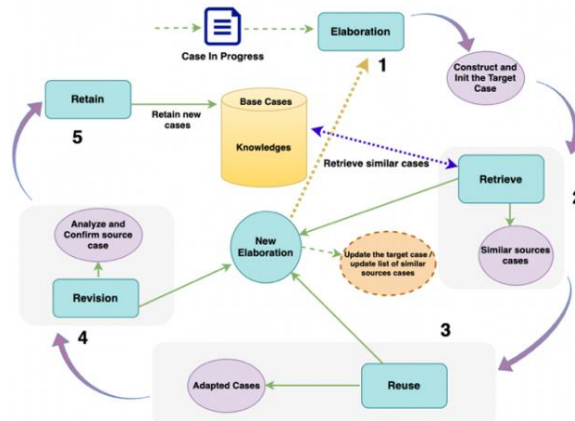 Case In Progress
Elaboration
1
Construct and
Init the Target
Case
Retain
5
Retain new
cases
Base Cases
Knowledges
Retrieve similar cases
Retrieve
2
Similar sources
cases
Analyze and
Confirm source
case
Revision
4
New
Elaboration
Update the target case /
update list of similar
sources cases
3
Adapted Cases
Reuse